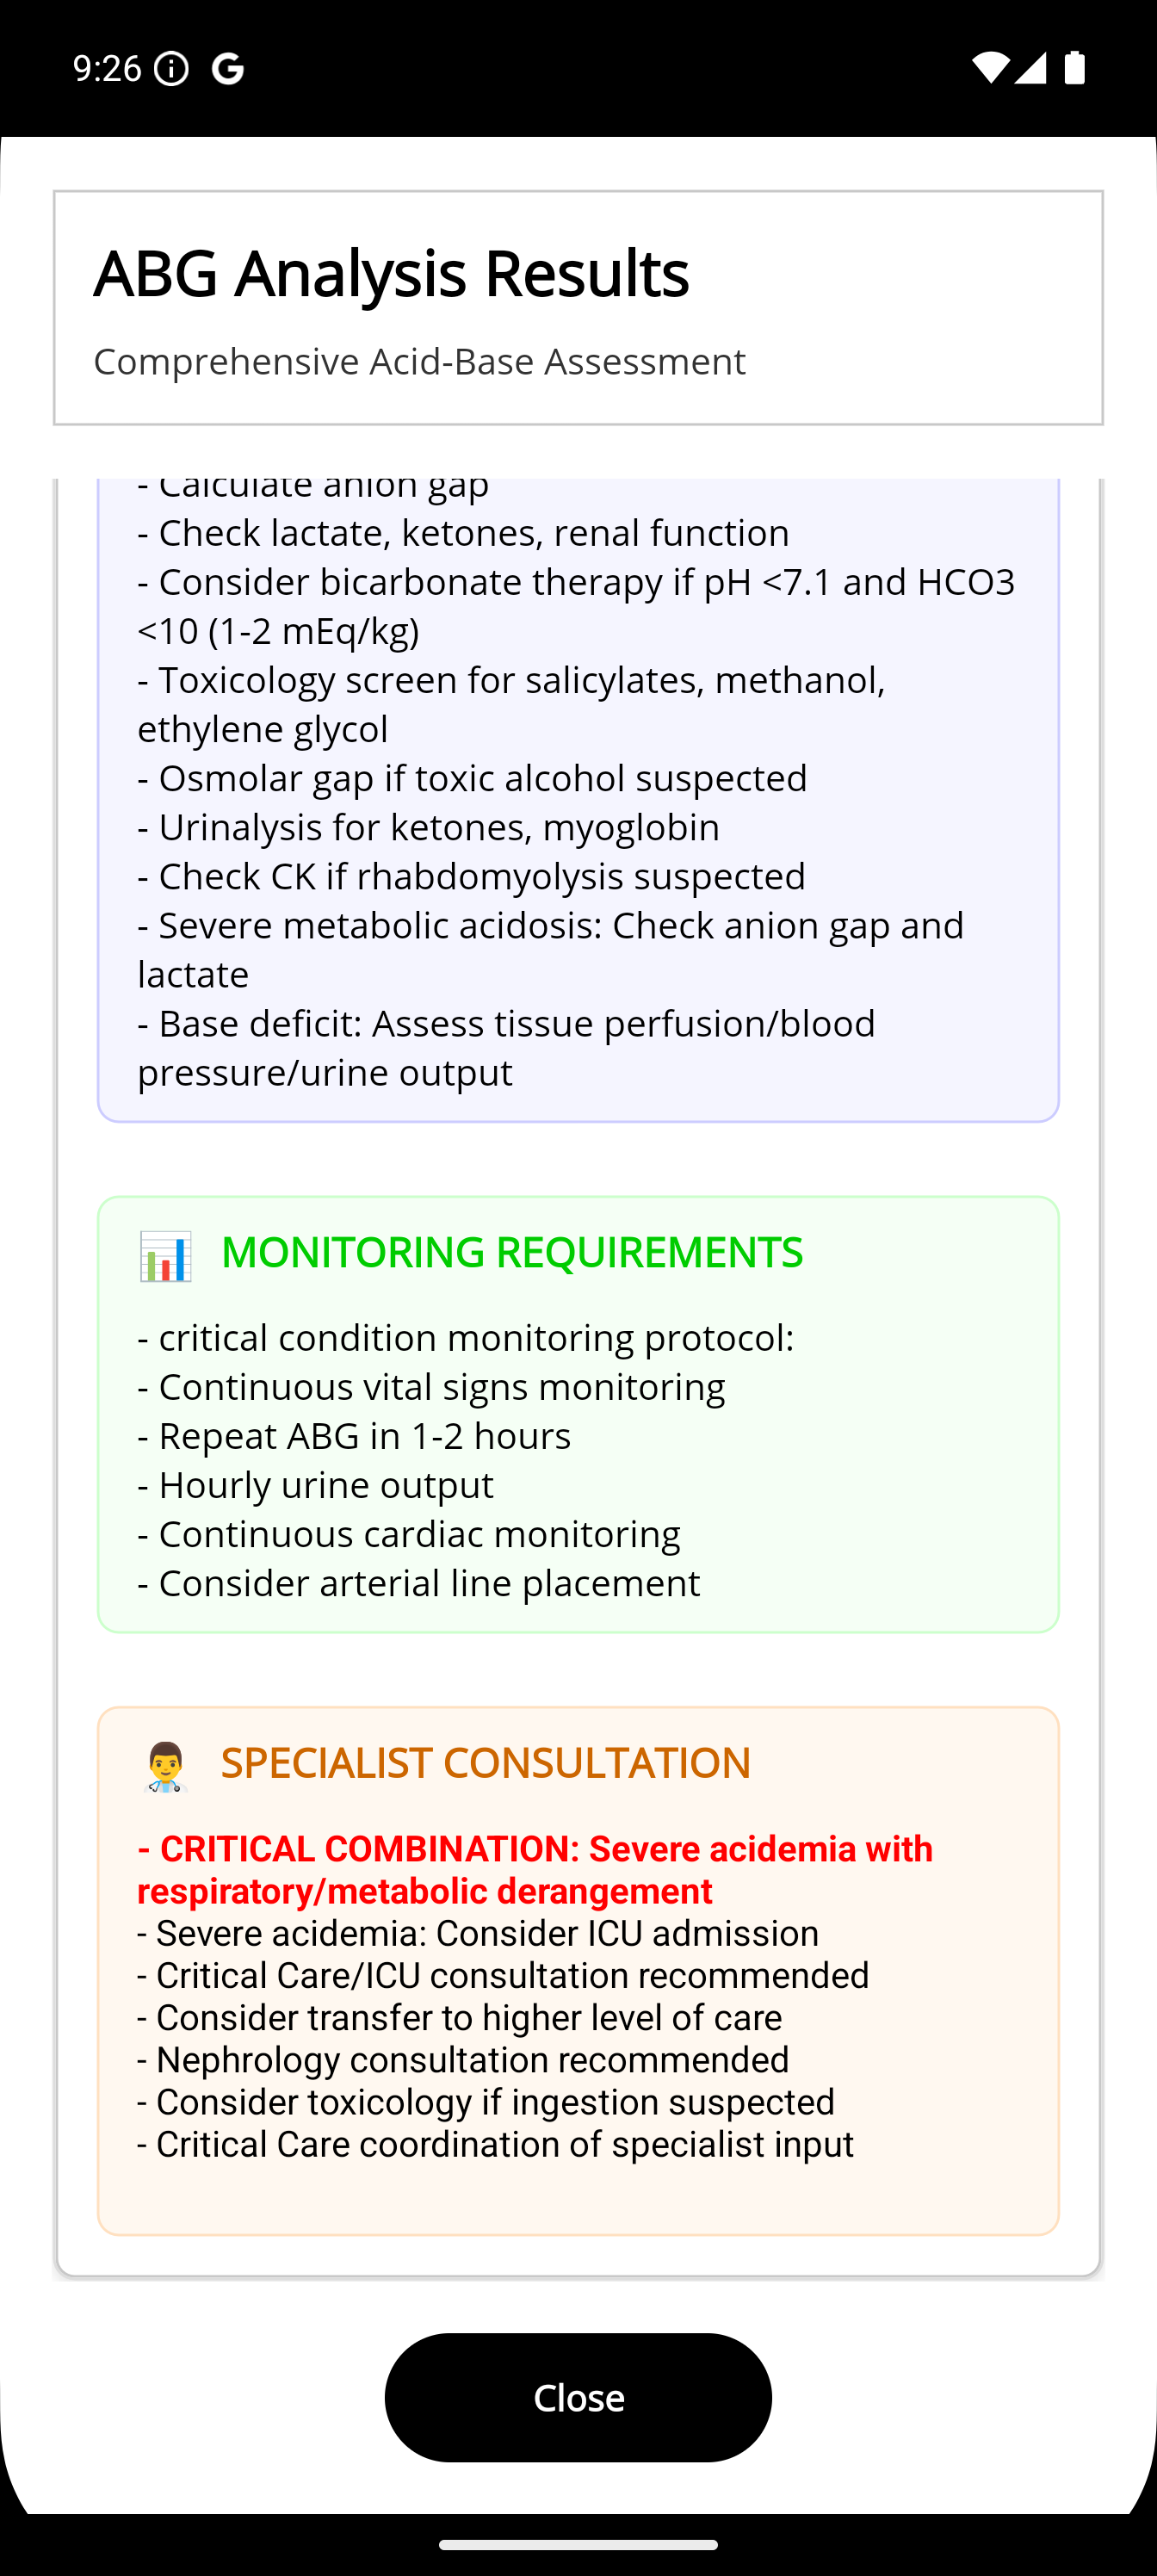 9:26
ABG Analysis Results
Comprehensive Acid-Base Assessment
- Calculate anion gap
- Check lactate, ketones, renal function
- Consider bicarbonate therapy if pH <7.1 and HCO3
<10 (1-2 mEq/kg)
- Toxicology screen for salicylates, methanol,
ethylene glycol
- Osmolar gap if toxic alcohol suspected
- Urinalysis for ketones, myoglobin
- Check CK if rhabdomyolysis suspected
- Severe metabolic acidosis: Check anion gap and
lactate
- Base deficit: Assess tissue perfusion/blood
pressure/urine output
MONITORING REQUIREMENTS
- critical condition monitoring protocol:
- Continuous vital signs monitoring
- Repeat ABG in 1-2 hours
- Hourly urine output
- Continuous cardiac monitoring
- Consider arterial line placement
SPECIALIST CONSULTATION
- CRITICAL COMBINATION: Severe acidemia with
respiratory/metabolic derangement
- Severe acidemia: Consider ICU admission
- Critical Care/ICU consultation recommended
- Consider transfer to higher level of care
- Nephrology consultation recommended
- Consider toxicology if ingestion suspected
- Critical Care coordination of specialist input
Close